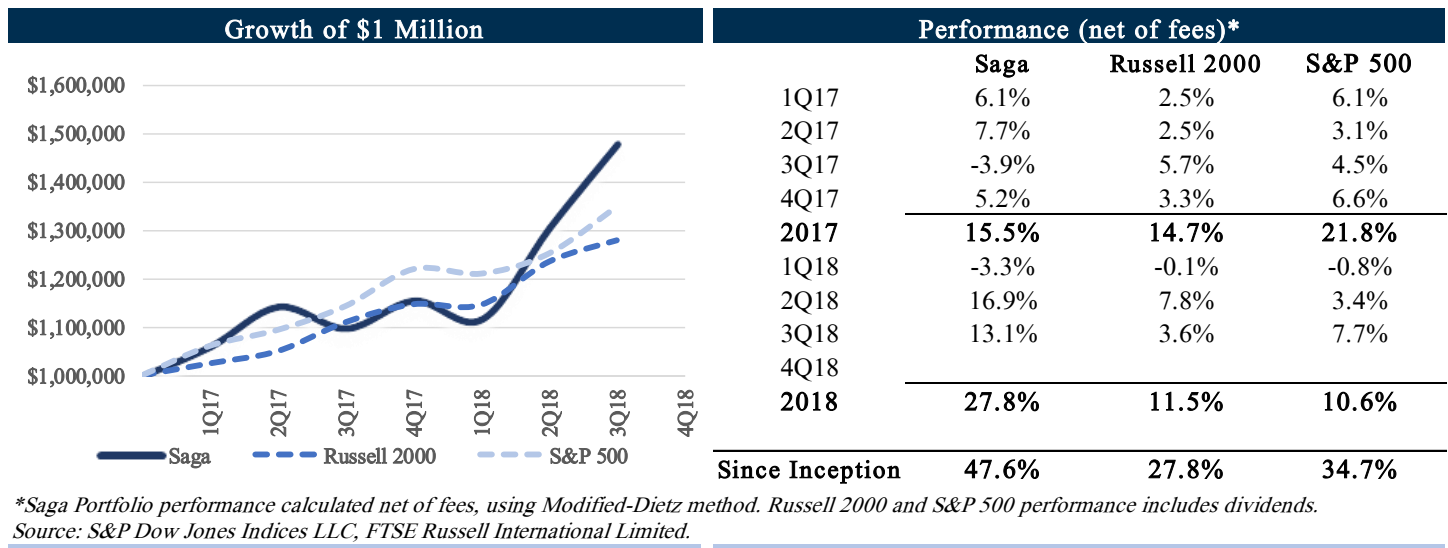 Growth of $1 Million
$1,600,000
$1,500,000
$1,400,000
$1,300,000
$1,200,000
$1,100,000
$1,000,000
1Q17 2Q17 3Q17 4Q17 1Q18 2Q18 3Q18 4Q18
Saga Russell 2000 S&P 500
Performance (net of fees)*
Saga Russell 2000 S&P 500
1Q17 6.1% 2.5% 6.1%
2Q17 7.7% 2.5% 3.1%
3Q17 -3.9% 5.7% 4.5%
4Q17 5.2% 3.3% 6.6%
2017 15.5% 14.7% 21.8%
1Q18 -3.3% -0.1% -0.8%
2Q18 16.9% 7.8% 3.4%
3Q18 13.1% 3.6% 7.7%
4Q18
2018 27.8% 11.5% 10.6%
Since Inception 47.6% 27.8% 34.7%
*Saga Portfolio performance calculated net of fees, using Modified-Dietz method. Russell 2000 and S&P 500 performance includes dividends.
Source: S&P Dow Jones Indices LLC, FTSE Russell International Limited.